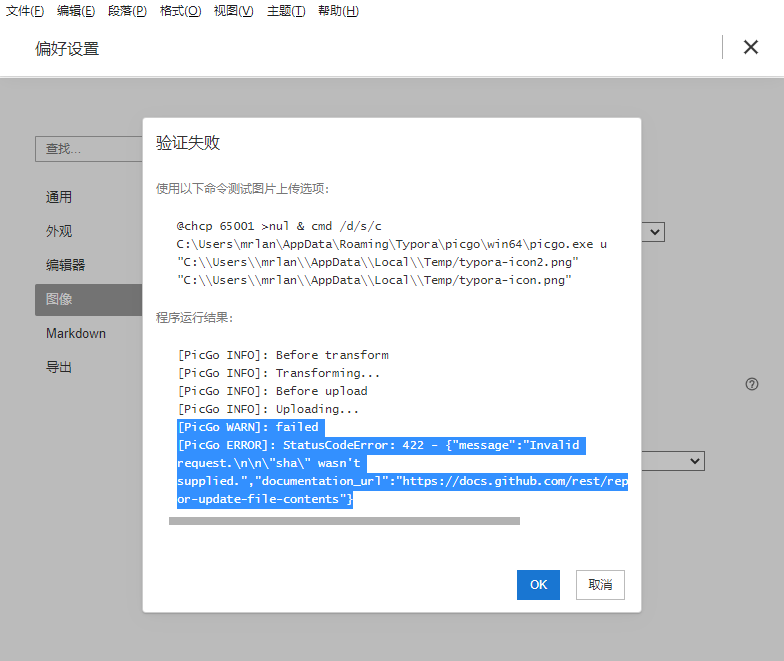 文件(F) 编辑(E) 段落(P) 格式(O) 视图(V) 主题(T) 帮助(H)
偏好设置
查找...
通用
外观
编辑器
图像
Markdown
导出
验证失败
使用以下命令测试图片上传选项:
@chcp 65001 >nul & cmd /d/s/c
C:\Users\mrlan\AppData\Roaming\Typora\picgo\win64\picgo.exe u
"C:\\Users\\mrlan\\AppData\\Local\\Temp/typora-icon2.png"
"C:\\Users\\mrlan\\AppData\\Local\\Temp/typora-icon.png"
程序运行结果:
[PicGo INFO]: Before transform
[PicGo INFO]: Transforming...
[PicGo INFO]: Before upload
[PicGo INFO]: Uploading...
[PicGo WARN]: failed
[PicGo ERROR]: StatusCodeError: 422 - {"message":"Invalid
request.\n\n\"sha\" wasn't
supplied.","documentation_url":"https://docs.github.com/rest/rep
or-update-file-contents"}
OK 取消